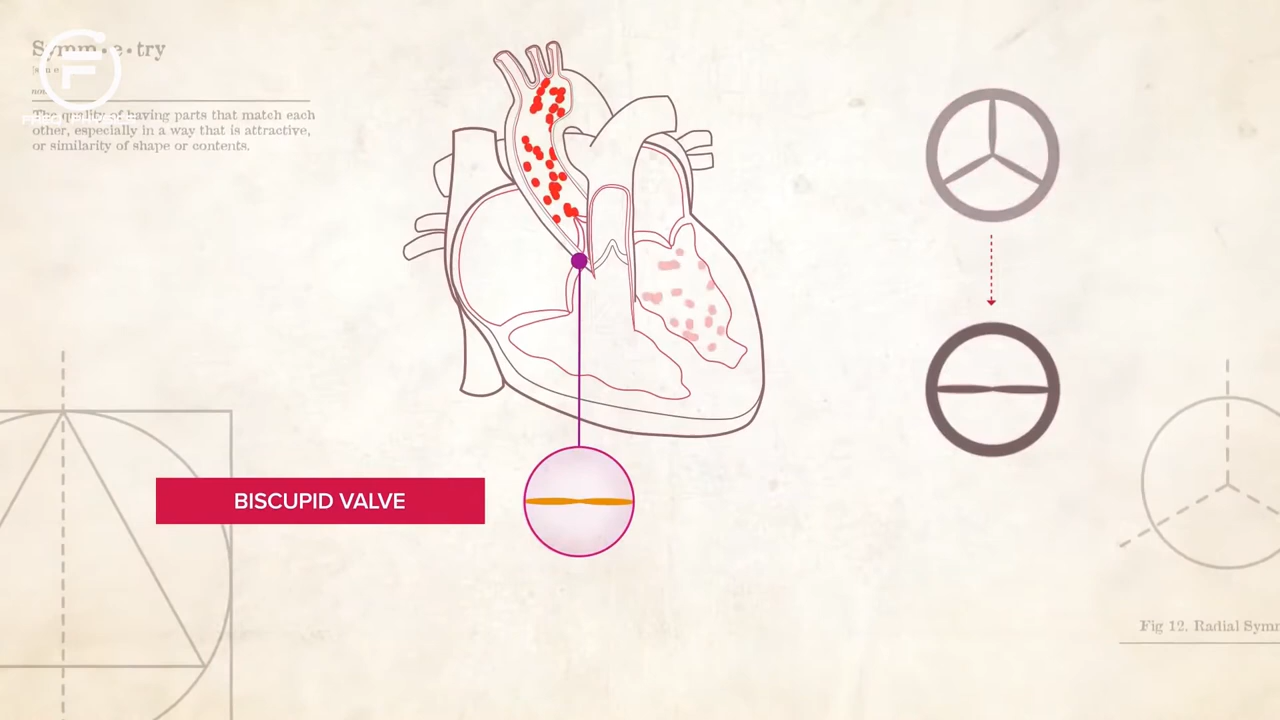 Symm•e•try
The quality of having parts that match each
other, especially in a way that is attractive,
or similarity of shape or contents.
BISCUPID VALVE
Fig 12. Radial Symm